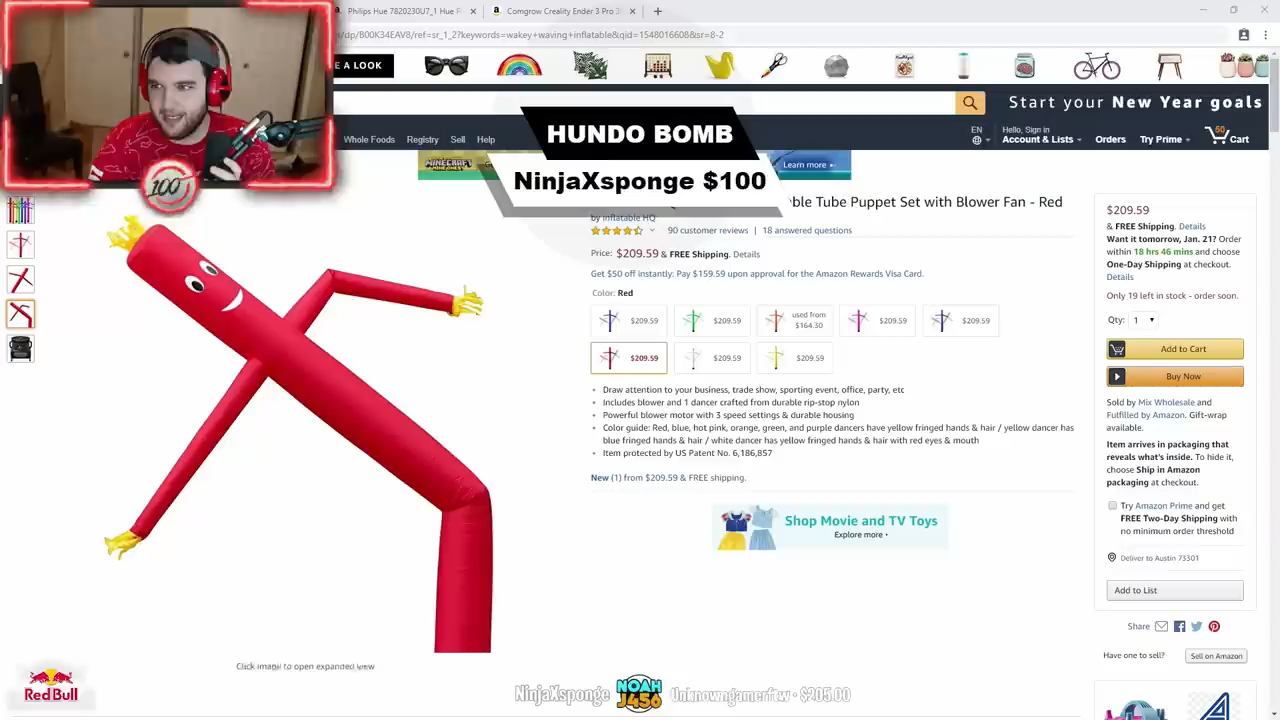 Philips Hue 7820230U7_1 Hue P
Comgrow Creality Ender 3 Pro 3
dp/B00K34EAV8/ref=sr_1_2?keywords=wakey+waving+inflatable&qid=1548016608&sr=8-2
E A LOOK
Start your New Year goals
HUNDO BOMB
NinjaXsponge $100
Whole Foods
Registry
Sell
Help
EN
Hello, Sign in
Account & Lists
Orders
Try Prime
50
Cart
MINECRAFT
Learn more
100
ble Tube Puppet Set with Blower Fan - Red
by Inflatable HQ
90 customer reviews | 18 answered questions
Price: $209.59 & FREE Shipping. Details
Get $50 off instantly: Pay $159.59 upon approval for the Amazon Rewards Visa Card.
Color: Red
$209.59
$209.59
used from
$164.30
$209.59
$209.59
$209.59
$209.59
$209.59
Draw attention to your business, trade show, sporting event, office, party, etc
Includes blower and 1 dancer crafted from durable rip-stop nylon
Powerful blower motor with 3 speed settings & durable housing
Color guide: Red, blue, hot pink, orange, green, and purple dancers have yellow fringed hands & hair / yellow dancer has
blue fringed hands & hair / white dancer has yellow fringed hands & hair with red eyes & mouth
Item protected by US Patent No. 6,186,857
New (1) from $209.59 & FREE shipping.
Shop Movie and TV Toys
Explore more
$209.59
& FREE Shipping. Details
Want it tomorrow, Jan. 21? Order
within 18 hrs 46 mins and choose
One-Day Shipping at checkout.
Details
Only 19 left in stock - order soon.
Qty: 1
Add to Cart
Buy Now
Sold by Mix Wholesale and
Fulfilled by Amazon. Gift-wrap
available.
Item arrives in packaging that
reveals what's inside. To hide it,
choose Ship in Amazon
packaging at checkout.
Try Amazon Prime and get
FREE Two-Day Shipping with
no minimum order threshold
Deliver to Austin 73301
Add to List
Share
Have one to sell?
Sell on Amazon
Click image to open expanded view
Red Bull
NinjaXsponge
NOAH
J456
Unknowngamerftw - $205.00